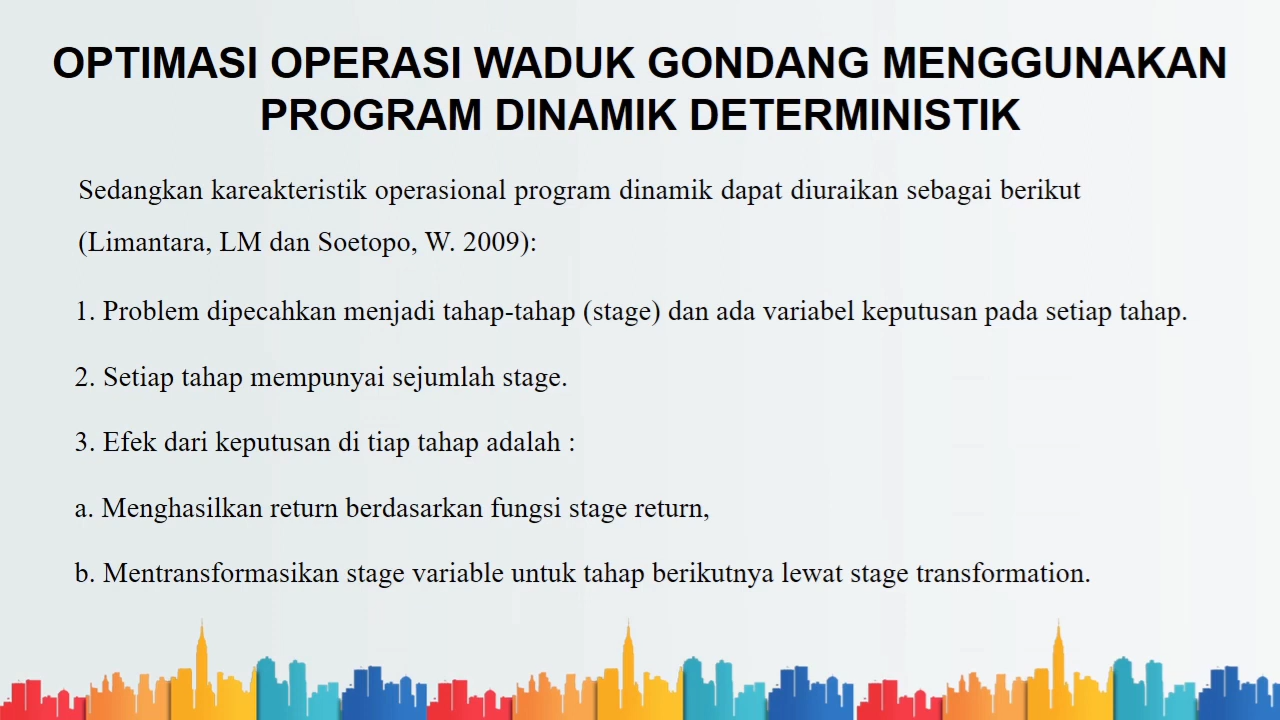 OPTIMASI OPERASI WADUK GONDANG MENGGUNAKAN
PROGRAM DINAMIK DETERMINISTIK
Sedangkan kareakteristik operasional program dinamik dapat diuraikan sebagai berikut
(Limantara, LM dan Soetopo, W. 2009):
1. Problem dipecahkan menjadi tahap-tahap (stage) dan ada variabel keputusan pada setiap tahap.
2. Setiap tahap mempunyai sejumlah stage.
3. Efek dari keputusan di tiap tahap adalah :
a. Menghasilkan return berdasarkan fungsi stage return,
b. Mentransformasikan stage variable untuk tahap berikutnya lewat stage transformation.